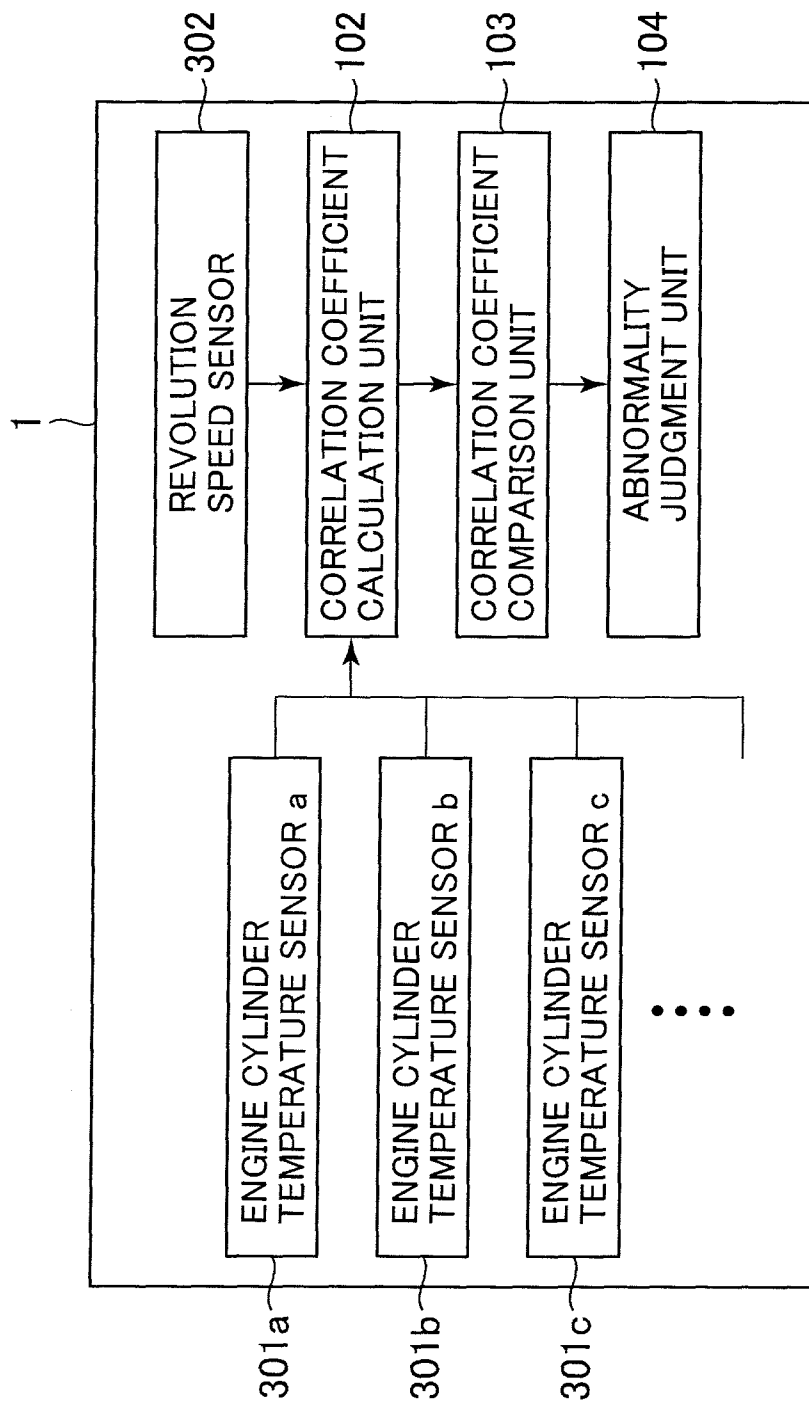 1
REVOLUTION
SPEED SENSOR
302
CORRELATION COEFFICIENT
CALCULATION UNIT
102
CORRELATION COEFFICIENT
COMPARISON UNIT
103
ABNORMALITY
JUDGMENT UNIT
104
301a
ENGINE CYLINDER
TEMPERATURE SENSOR a
301b
ENGINE CYLINDER
TEMPERATURE SENSOR b
301c
ENGINE CYLINDER
TEMPERATURE SENSOR c